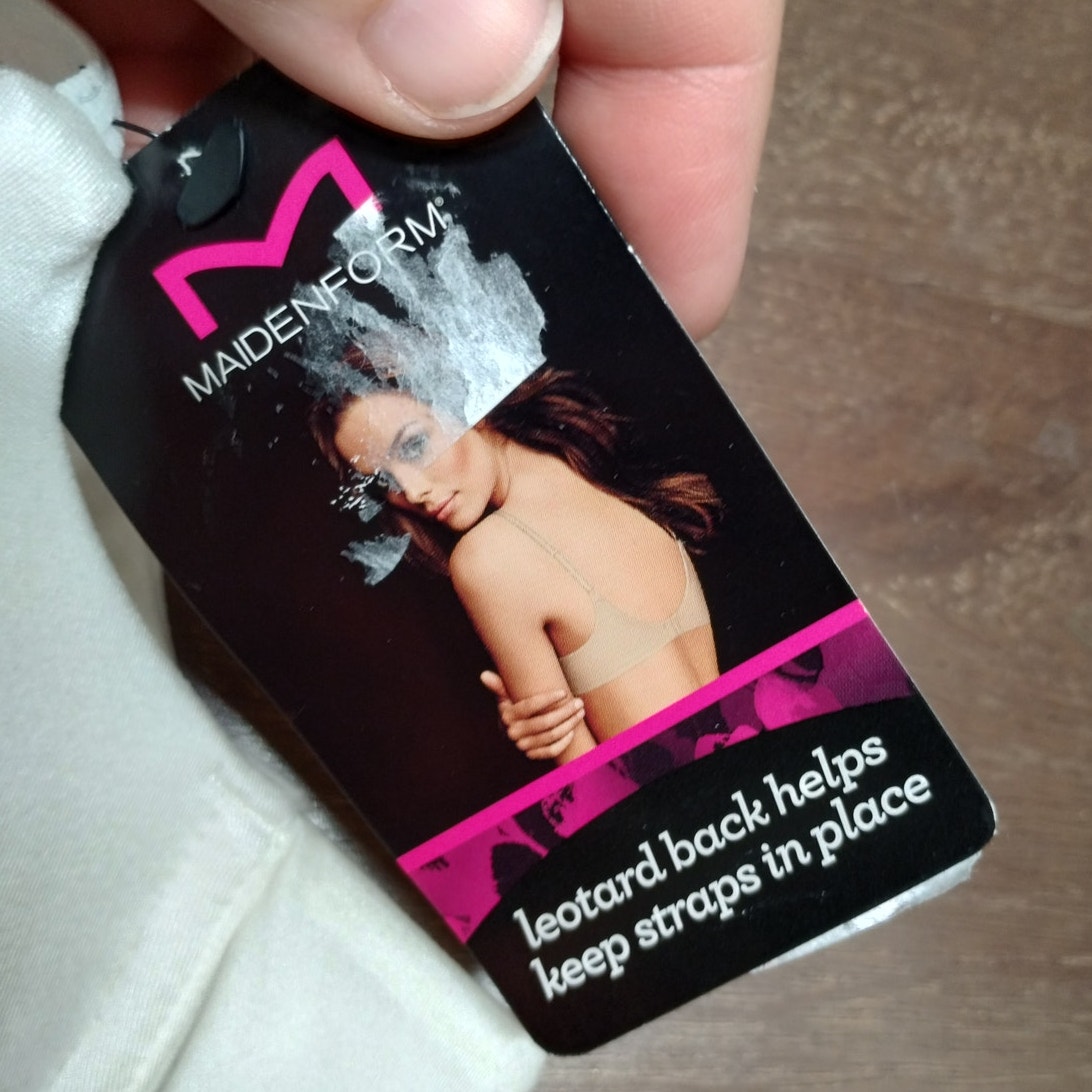 MAIDENFORM®
leotard back helps
keep straps in place